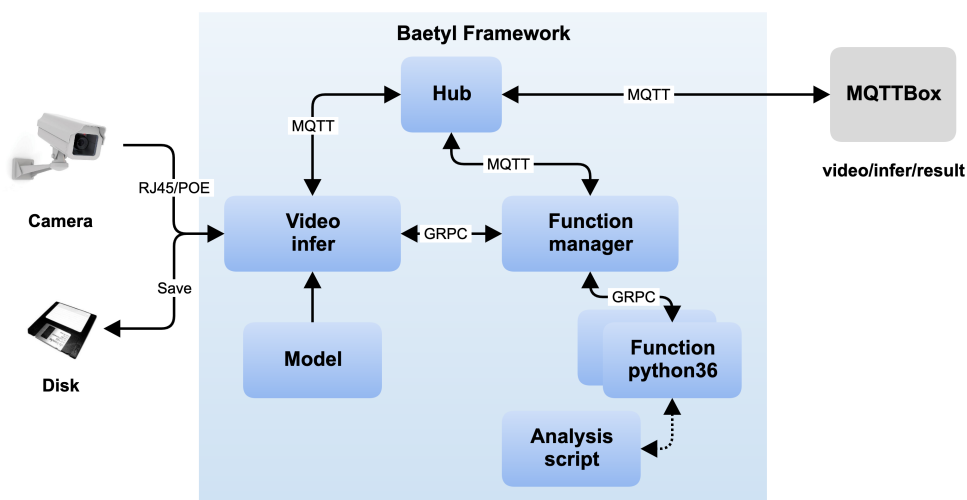 Baetyl Framework
Hub
MQTT
MQTTBox
MQTT
MQTT
video/infer/result
RJ45/POE
Camera
Video
infer
GRPC
Function
manager
Save
GRPC
Disk
Model
Function
python36
Analysis
script